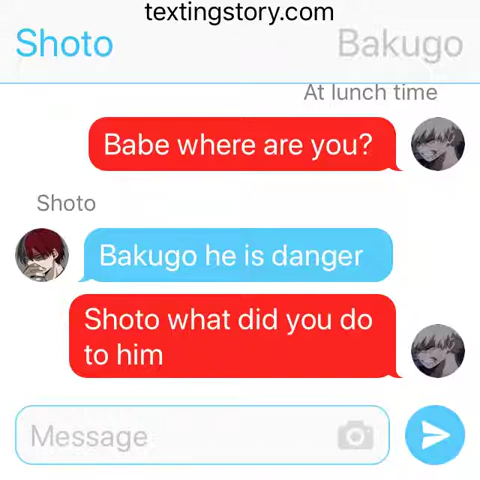 textingstory.com
Shoto
Bakugo
At lunch time
Babe where are you?
Shoto
Bakugo he is danger
Shoto what did you do
to him
Message